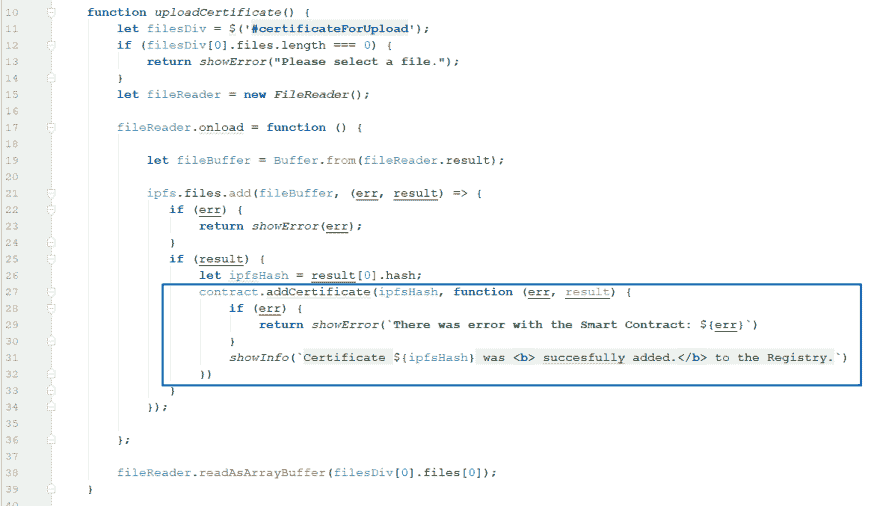 10 function uploadCertificate() {
11 let filesDiv = $('#certificateForUpload');
12 if (filesDiv[0].files.length === 0) {
13 return showError("Please select a file.");
14 }
15 let fileReader = new FileReader();
16
17 fileReader.onload = function () {
18
19 let fileBuffer = Buffer.from(fileReader.result);
20
21 ipfs.files.add(fileBuffer, (err, result) => {
22 if (err) {
23 return showError(err);
24 }
25 if (result) {
26 let ipfsHash = result[0].hash;
27 contract.addCertificate(ipfsHash, function (err, result) {
28 if (err) {
29 return showError(`There was error with the Smart Contract: ${err}`)
30 }
31 showInfo(`Certificate ${ipfsHash} was <b> succesfully added.</b> to the Registry.`)
32 })
33 }
34 });
35
36 };
37
38 fileReader.readAsArrayBuffer(filesDiv[0].files[0]);
39 }